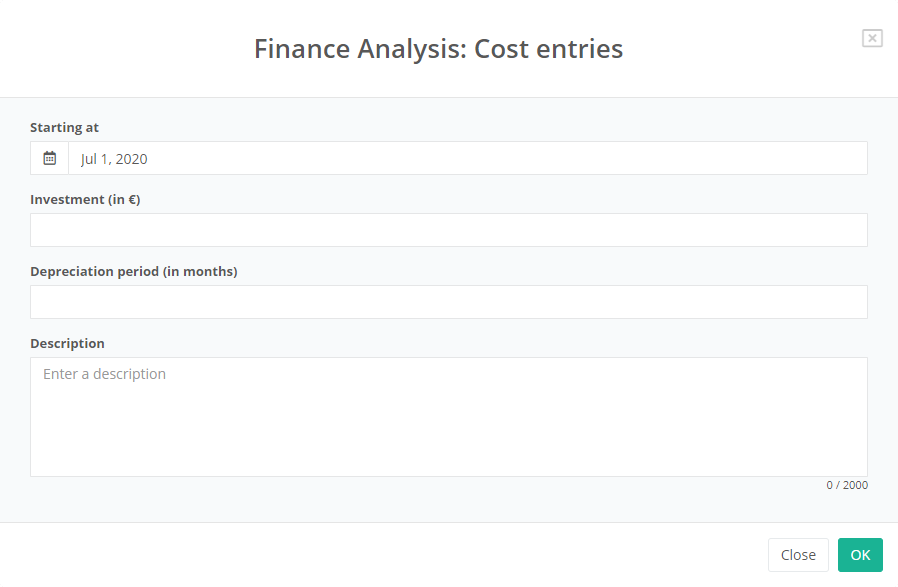 Finance Analysis: Cost entries
Starting at
Jul 1, 2020
Investment (in €)
Depreciation period (in months)
Description
Enter a description
0 / 2000
Close
OK